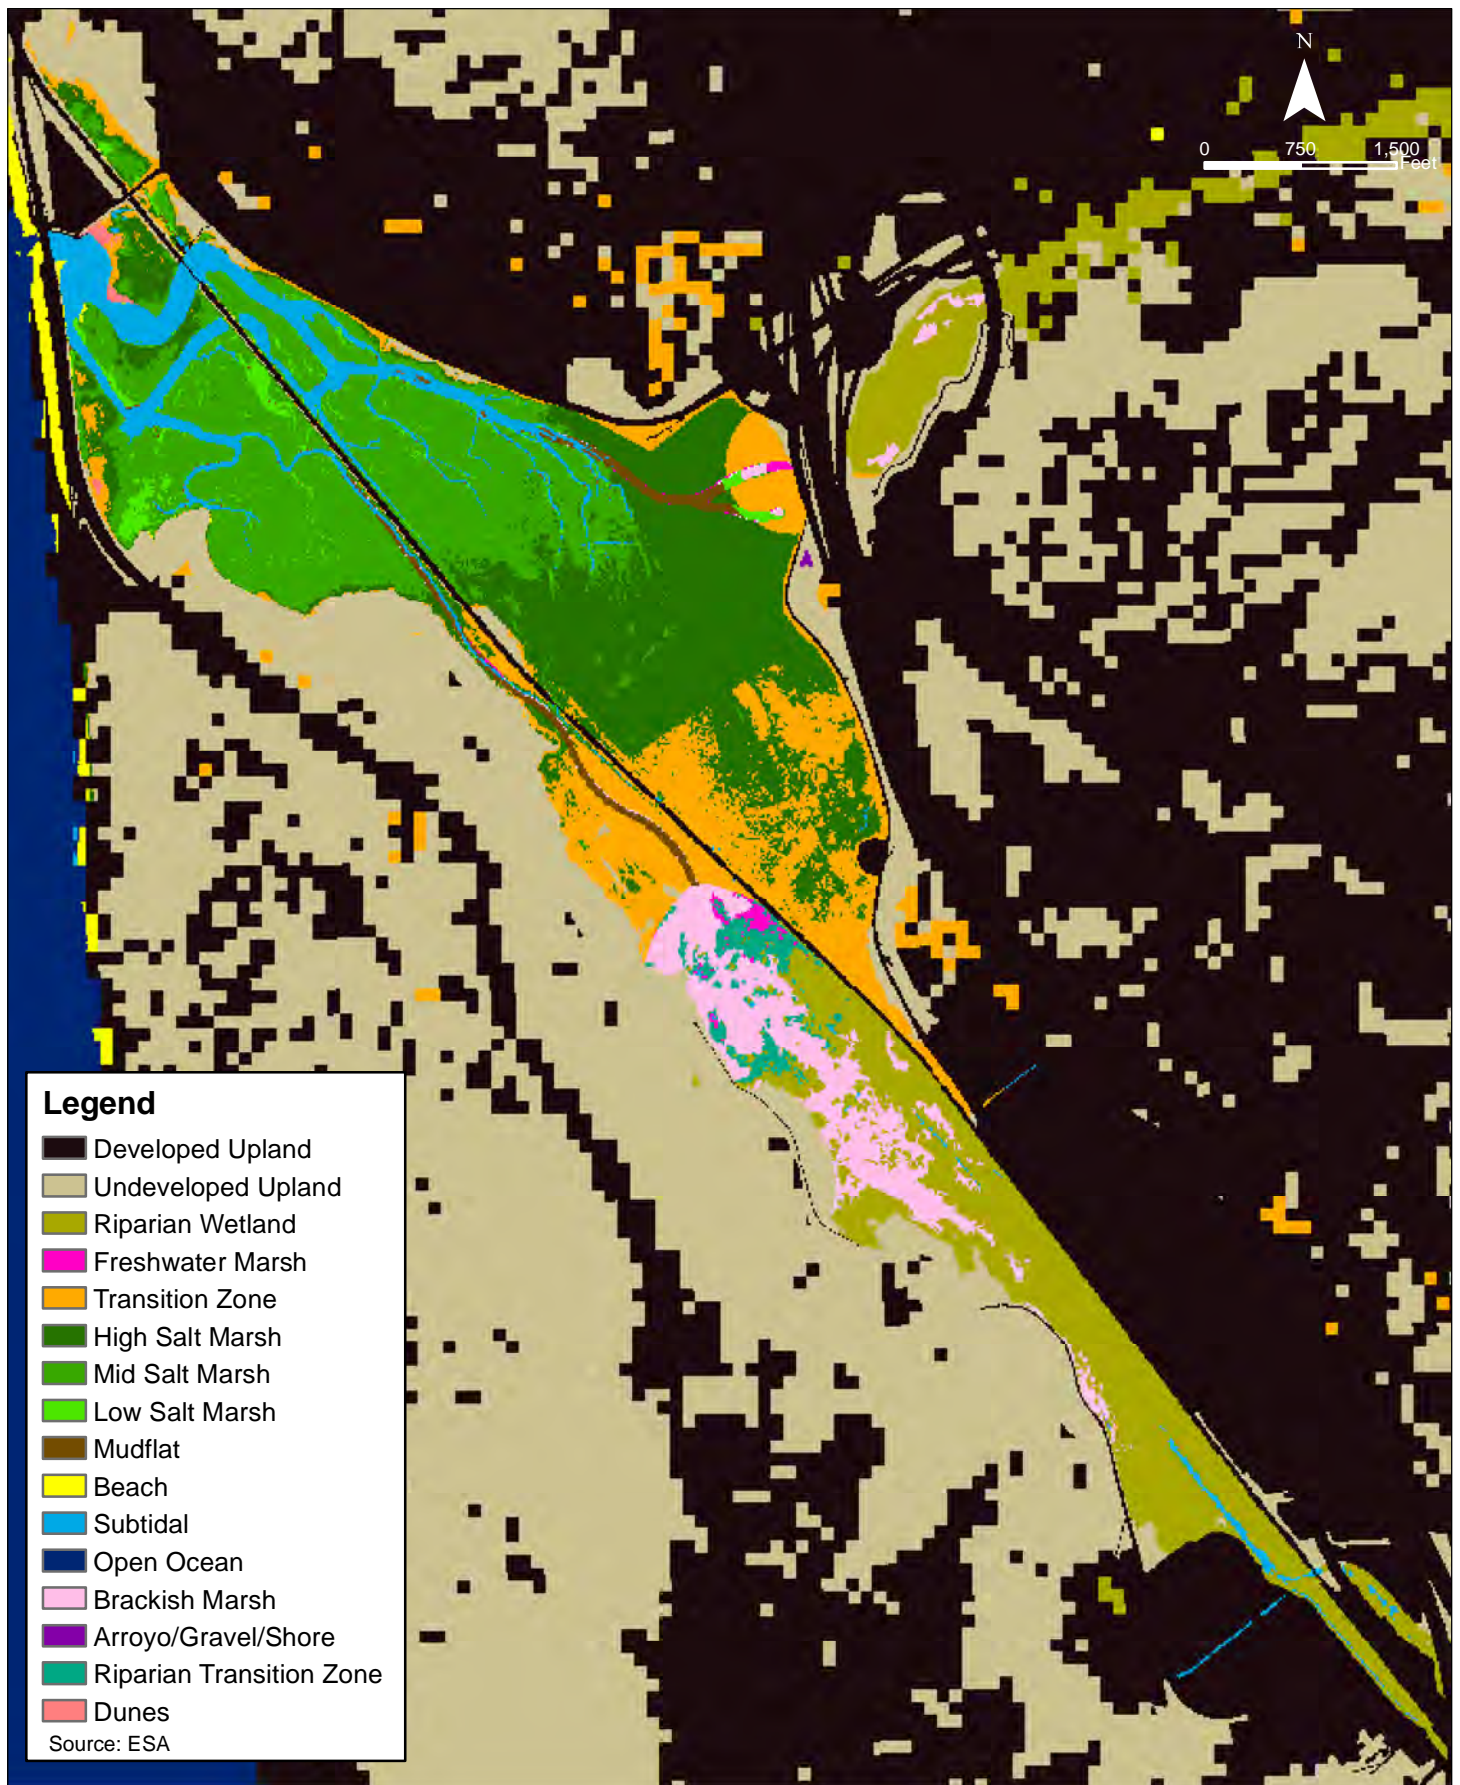 N
0 750 1,500
Feet
Legend
Developed Upland
Undeveloped Upland
Riparian Wetland
Freshwater Marsh
Transition Zone
High Salt Marsh
Mid Salt Marsh
Low Salt Marsh
Mudflat
Beach
Subtidal
Open Ocean
Brackish Marsh
Arroyo/Gravel/Shore
Riparian Transition Zone
Dunes
Source: ESA